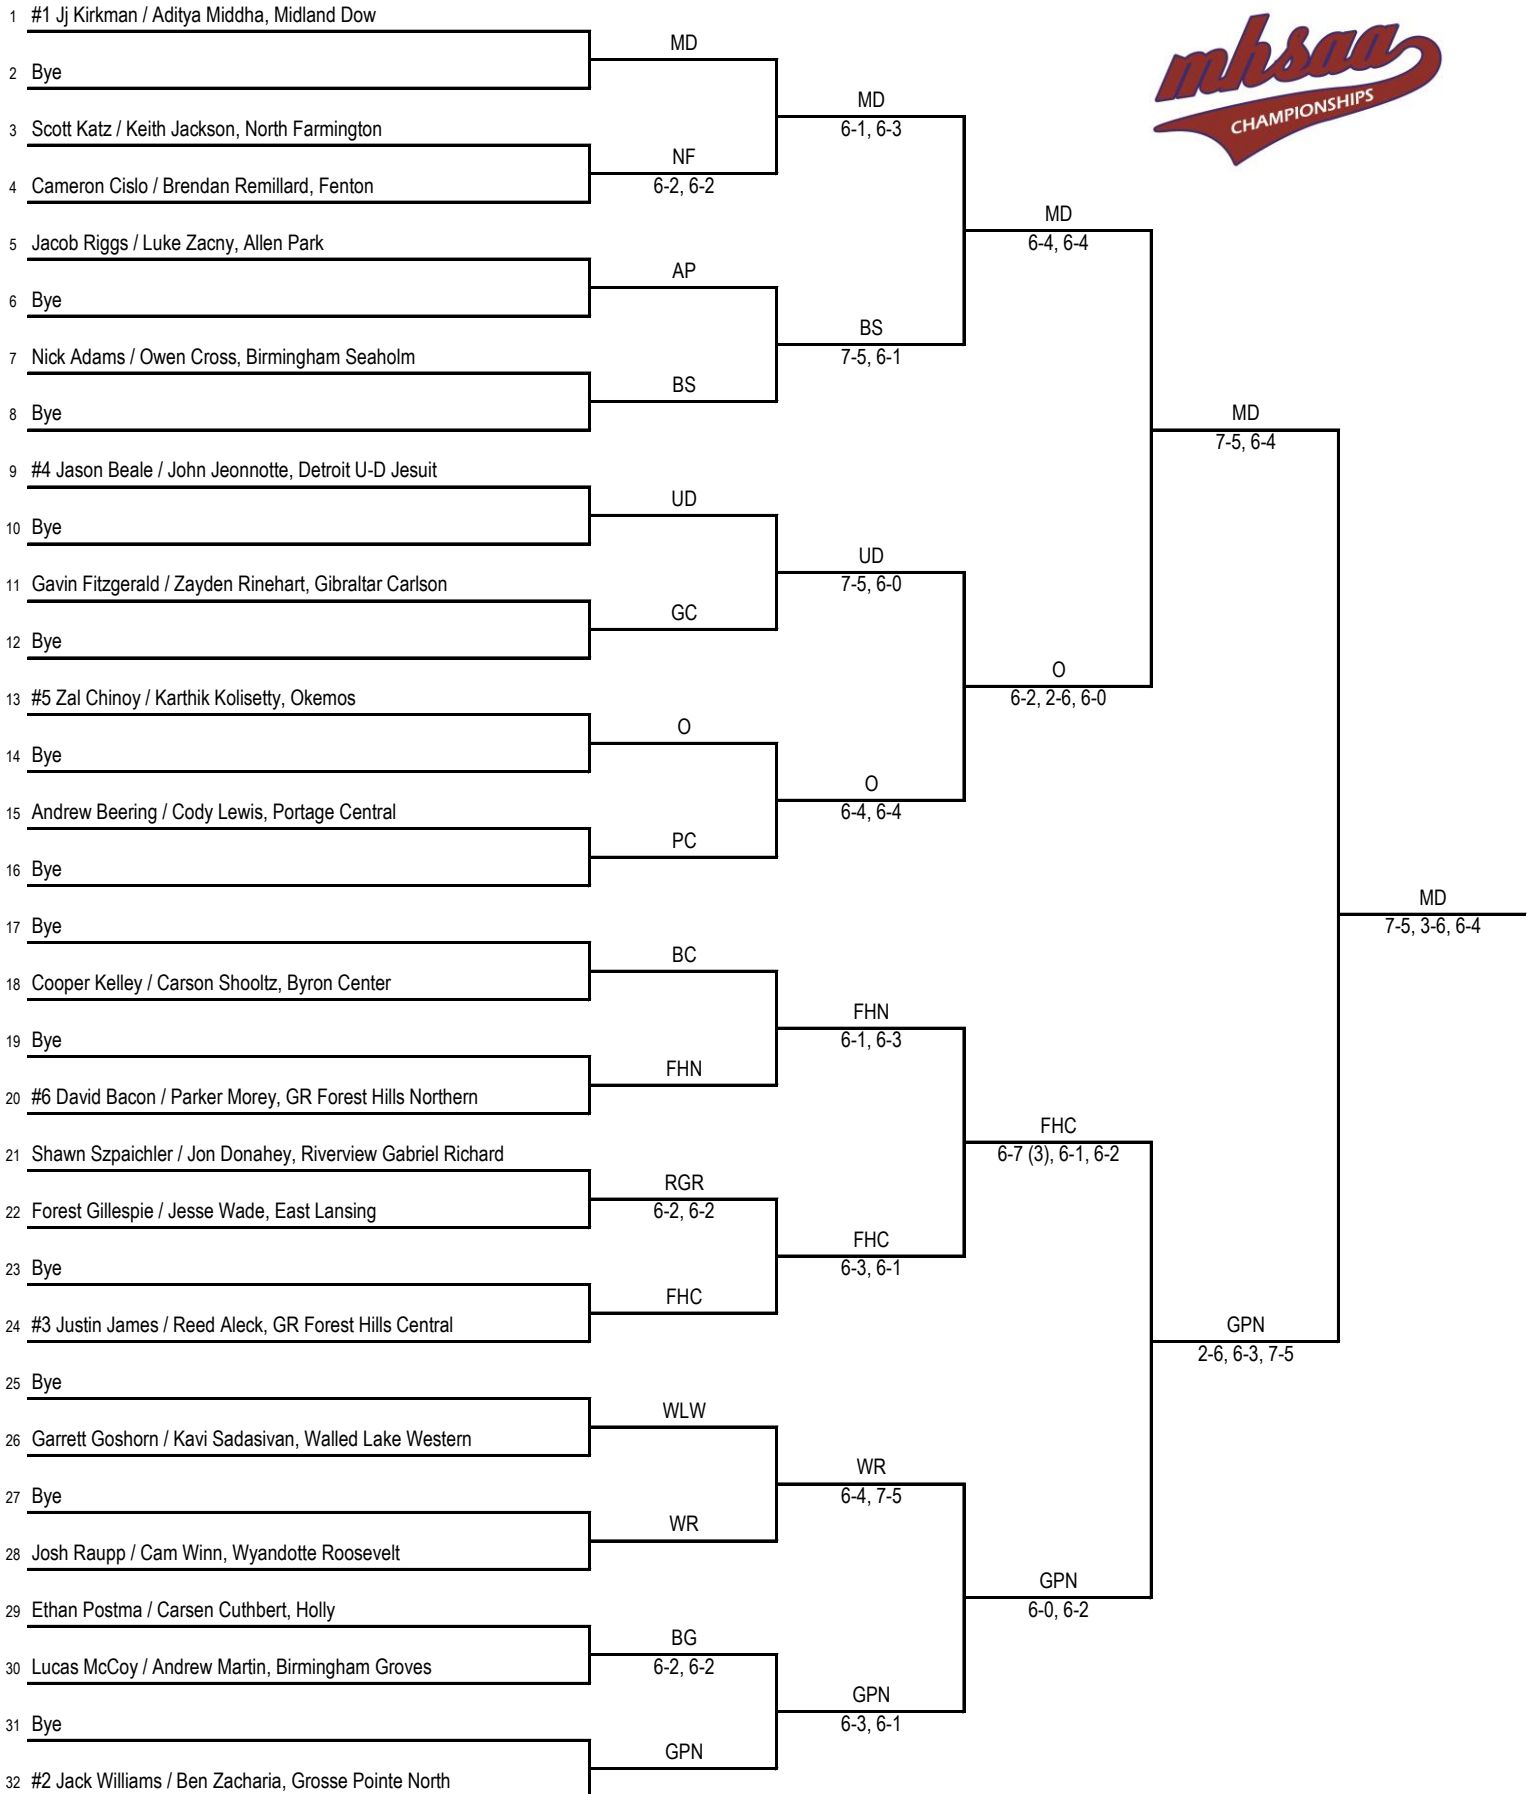 1 #1 Jj Kirkman / Aditya Middha, Midland Dow
MD
2 Bye
MD
6-1, 6-3
3 Scott Katz / Keith Jackson, North Farmington
NF
6-2, 6-2
4 Cameron Cislo / Brendan Remillard, Fenton
MD
6-4, 6-4
5 Jacob Riggs / Luke Zacny, Allen Park
AP
6 Bye
BS
7-5, 6-1
7 Nick Adams / Owen Cross, Birmingham Seaholm
BS
8 Bye
MD
7-5, 6-4
9 #4 Jason Beale / John Jeonnotte, Detroit U-D Jesuit
UD
10 Bye
UD
7-5, 6-0
11 Gavin Fitzgerald / Zayden Rinehart, Gibraltar Carlson
GC
12 Bye
O
6-2, 2-6, 6-0
13 #5 Zal Chinoy / Karthik Kolisetty, Okemos
O
14 Bye
O
6-4, 6-4
15 Andrew Beering / Cody Lewis, Portage Central
PC
16 Bye
MD
7-5, 3-6, 6-4
17 Bye
BC
18 Cooper Kelley / Carson Shooltz, Byron Center
FHN
6-1, 6-3
19 Bye
FHN
20 #6 David Bacon / Parker Morey, GR Forest Hills Northern
FHC
6-7 (3), 6-1, 6-2
21 Shawn Szpaichler / Jon Donahey, Riverview Gabriel Richard
RGR
6-2, 6-2
22 Forest Gillespie / Jesse Wade, East Lansing
FHC
6-3, 6-1
23 Bye
FHC
24 #3 Justin James / Reed Aleck, GR Forest Hills Central
GPN
2-6, 6-3, 7-5
25 Bye
WLW
26 Garrett Goshorn / Kavi Sadasivan, Walled Lake Western
WR
6-4, 7-5
27 Bye
WR
28 Josh Raupp / Cam Winn, Wyandotte Roosevelt
GPN
6-0, 6-2
29 Ethan Postma / Carsen Cuthbert, Holly
BG
6-2, 6-2
30 Lucas McCoy / Andrew Martin, Birmingham Groves
GPN
6-3, 6-1
31 Bye
GPN
32 #2 Jack Williams / Ben Zacharia, Grosse Pointe North
mhsaa
CHAMPIONSHIPS